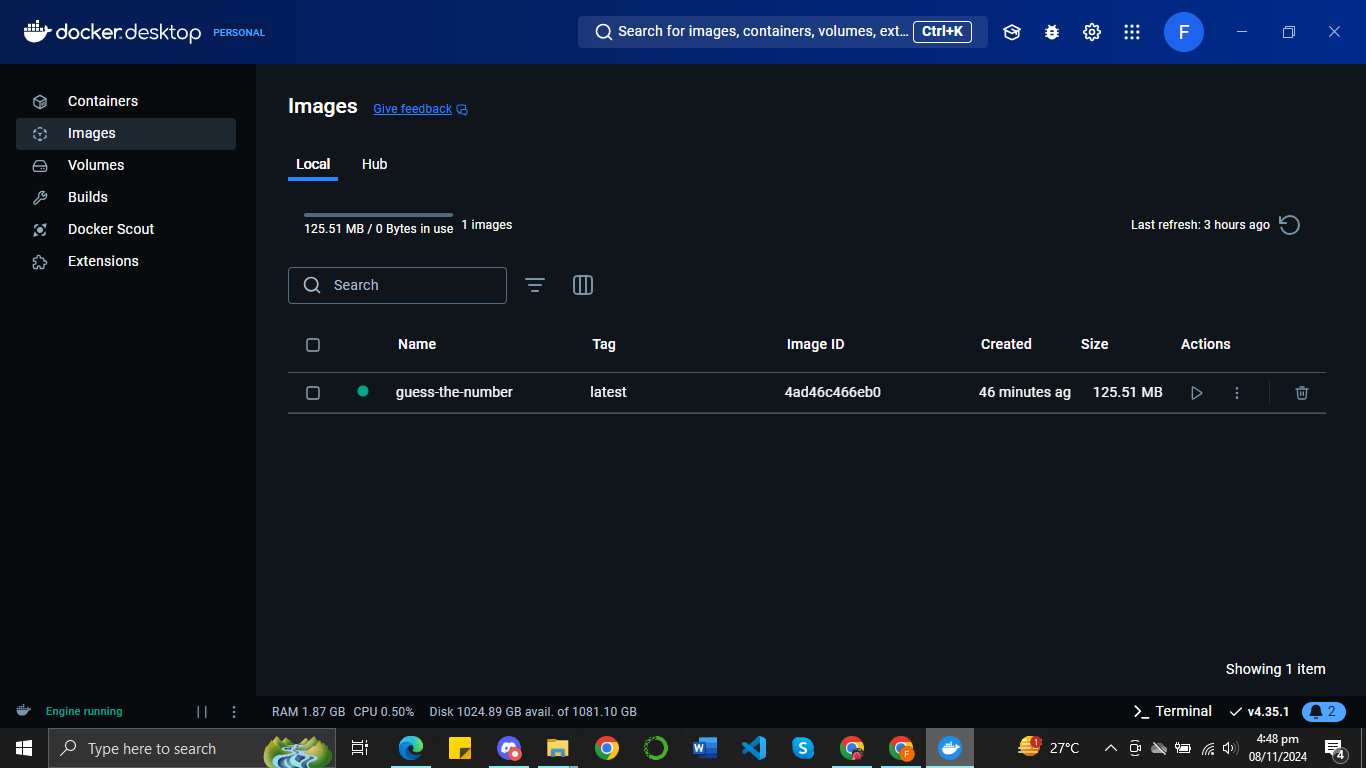 docker desktop PERSONAL
Search for images, containers, volumes, ext... Ctrl+K
F
Containers
Images
Volumes
Builds
Docker Scout
Extensions
Images Give feedback
Local Hub
125.51 MB / 0 Bytes in use 1 images
Last refresh: 3 hours ago
Search
Name Tag Image ID Created Size Actions
guess-the-number latest 4ad46c466eb0 46 minutes ag 125.51 MB
Showing 1 item
Engine running
RAM 1.87 GB CPU 0.50% Disk 1024.89 GB avail. of 1081.10 GB
Terminal v4.35.1 2
Type here to search
1 27°C
4:48 pm
08/11/2024
4